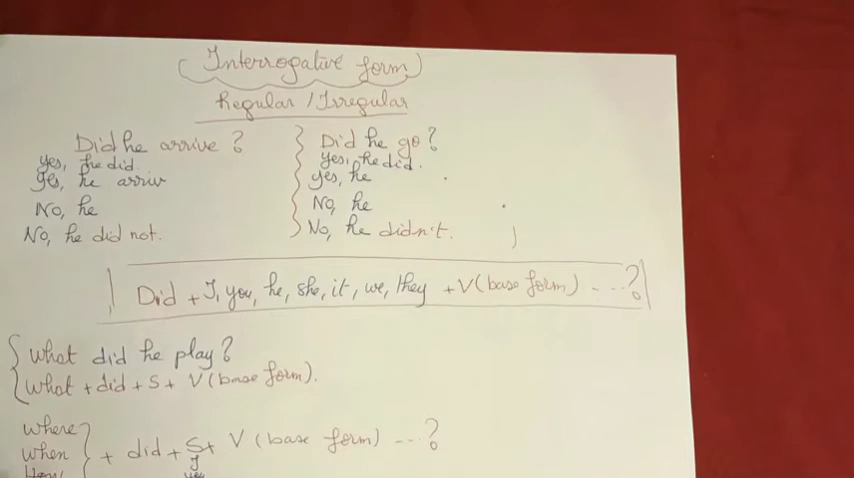 (Interrogative form)
Regular / Irregular
Did he arrive?
yes, he did
yes, he arriv
No, he
No, he did not.
Did he go?
Yes, he did.
yes, he
No, he
No, he didn't.
Did + I, you, he, she, it, we, they + V (base form) ....?
What did he play?
What + did + S + V (base form).
where
when
How
+ did + S + V (base form) ...?
I
you